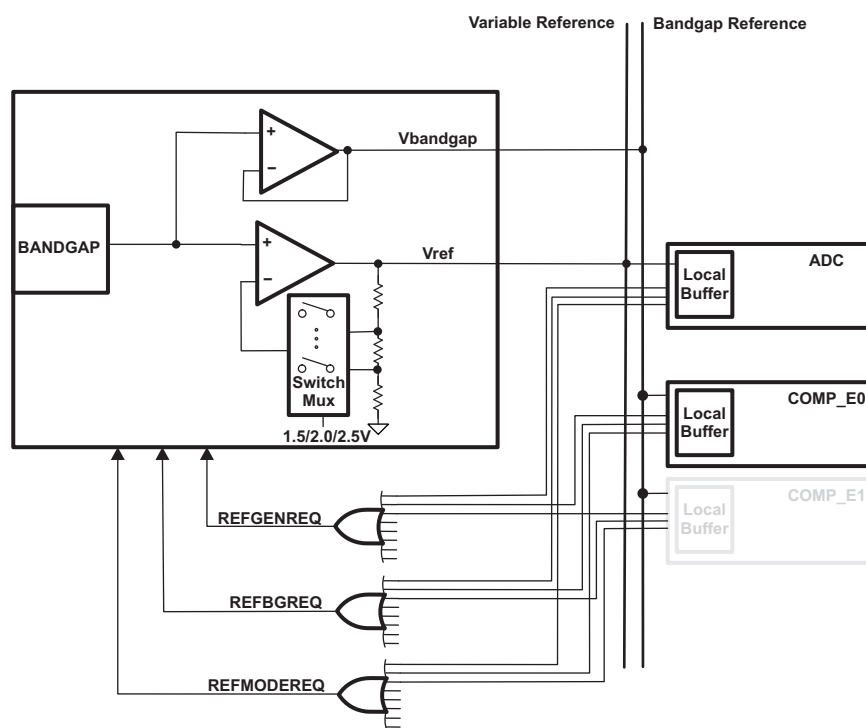 Variable Reference
Bandgap Reference
Vbandgap
+
−
BANDGAP
Vref
+
−
ADC
Local
Buffer
Switch
Mux
1.5/2.0/2.5V
COMP_E0
Local
Buffer
COMP_E1
Local
Buffer
REFGENREQ
REFBGREQ
REFMODEREQ